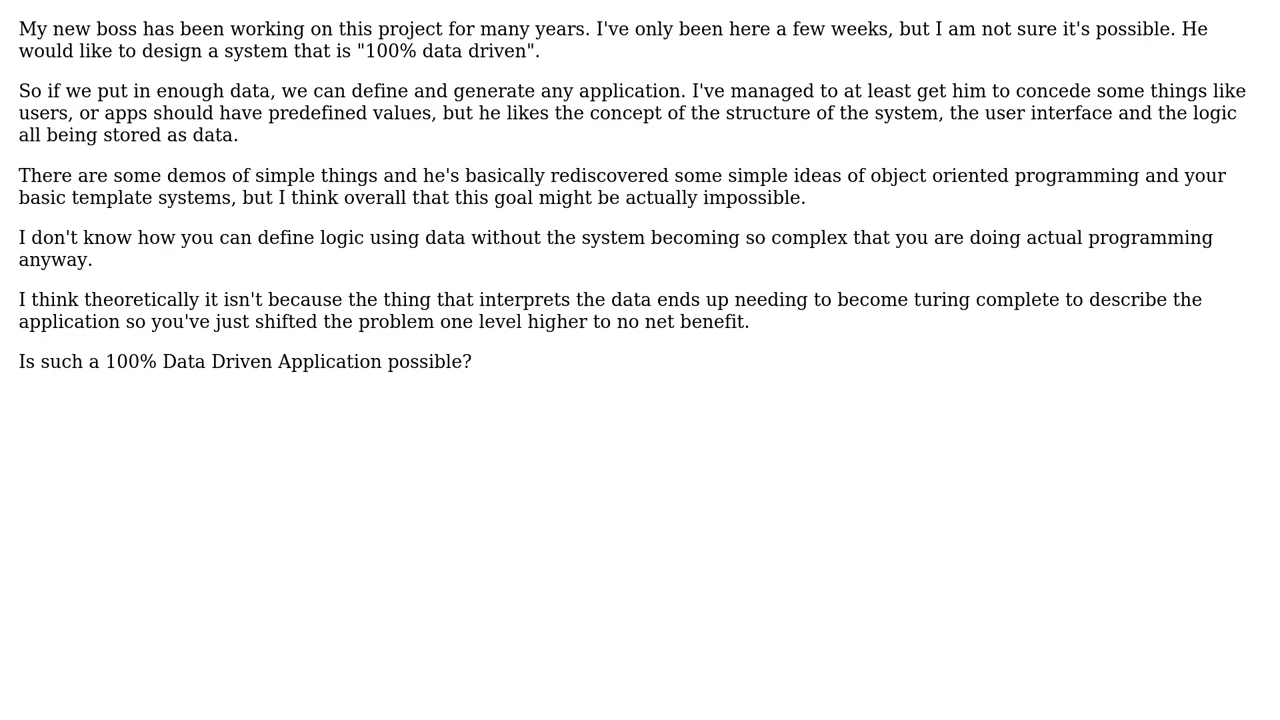 My new boss has been working on this project for many years. I've only been here a few weeks, but I am not sure it's possible. He
would like to design a system that is "100% data driven".
So if we put in enough data, we can define and generate any application. I've managed to at least get him to concede some things like
users, or apps should have predefined values, but he likes the concept of the structure of the system, the user interface and the logic
all being stored as data.
There are some demos of simple things and he's basically rediscovered some simple ideas of object oriented programming and your
basic template systems, but I think overall that this goal might be actually impossible.
I don't know how you can define logic using data without the system becoming so complex that you are doing actual programming
anyway.
I think theoretically it isn't because the thing that interprets the data ends up needing to become turing complete to describe the
application so you've just shifted the problem one level higher to no net benefit.
Is such a 100% Data Driven Application possible?